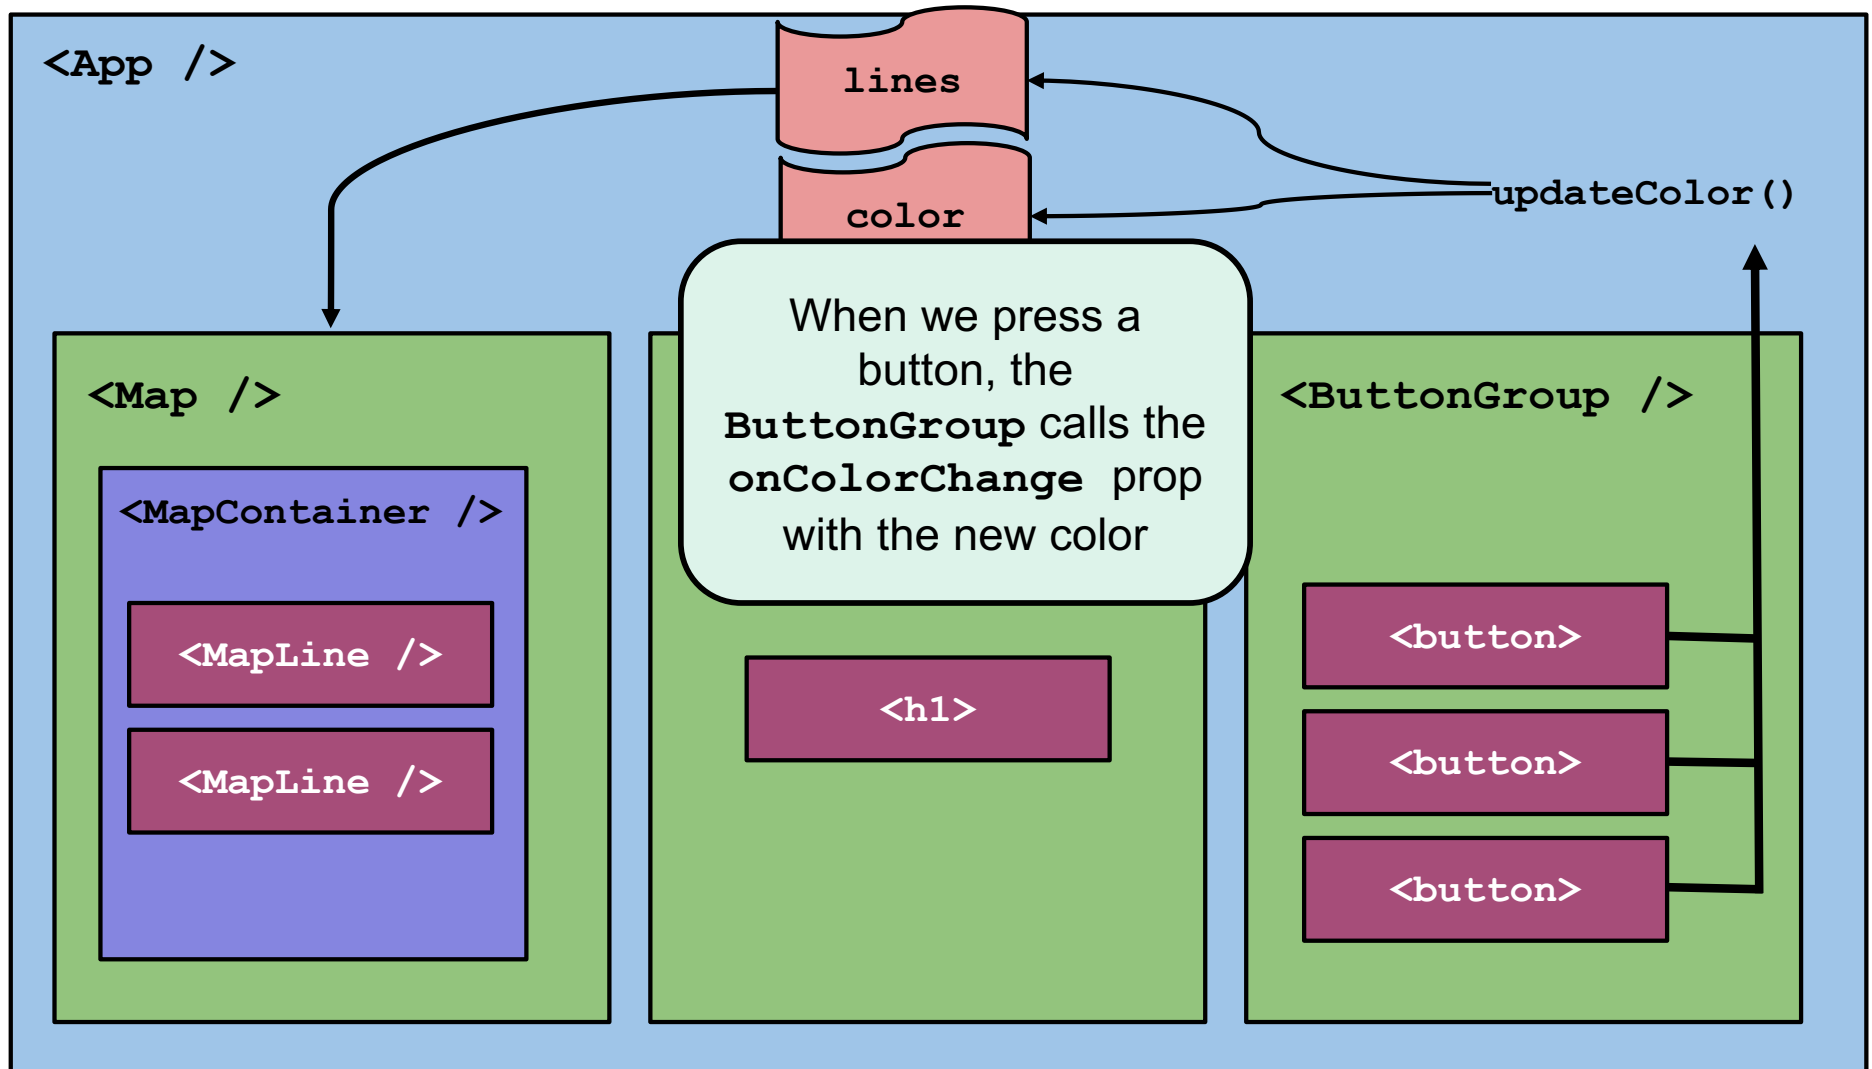 <App />
lines
color
updateColor()
When we press a
button, the
ButtonGroup calls the
onColorChange prop
with the new color
<Map />
<MapContainer />
<MapLine />
<MapLine />
<h1>
<ButtonGroup />
<button>
<button>
<button>